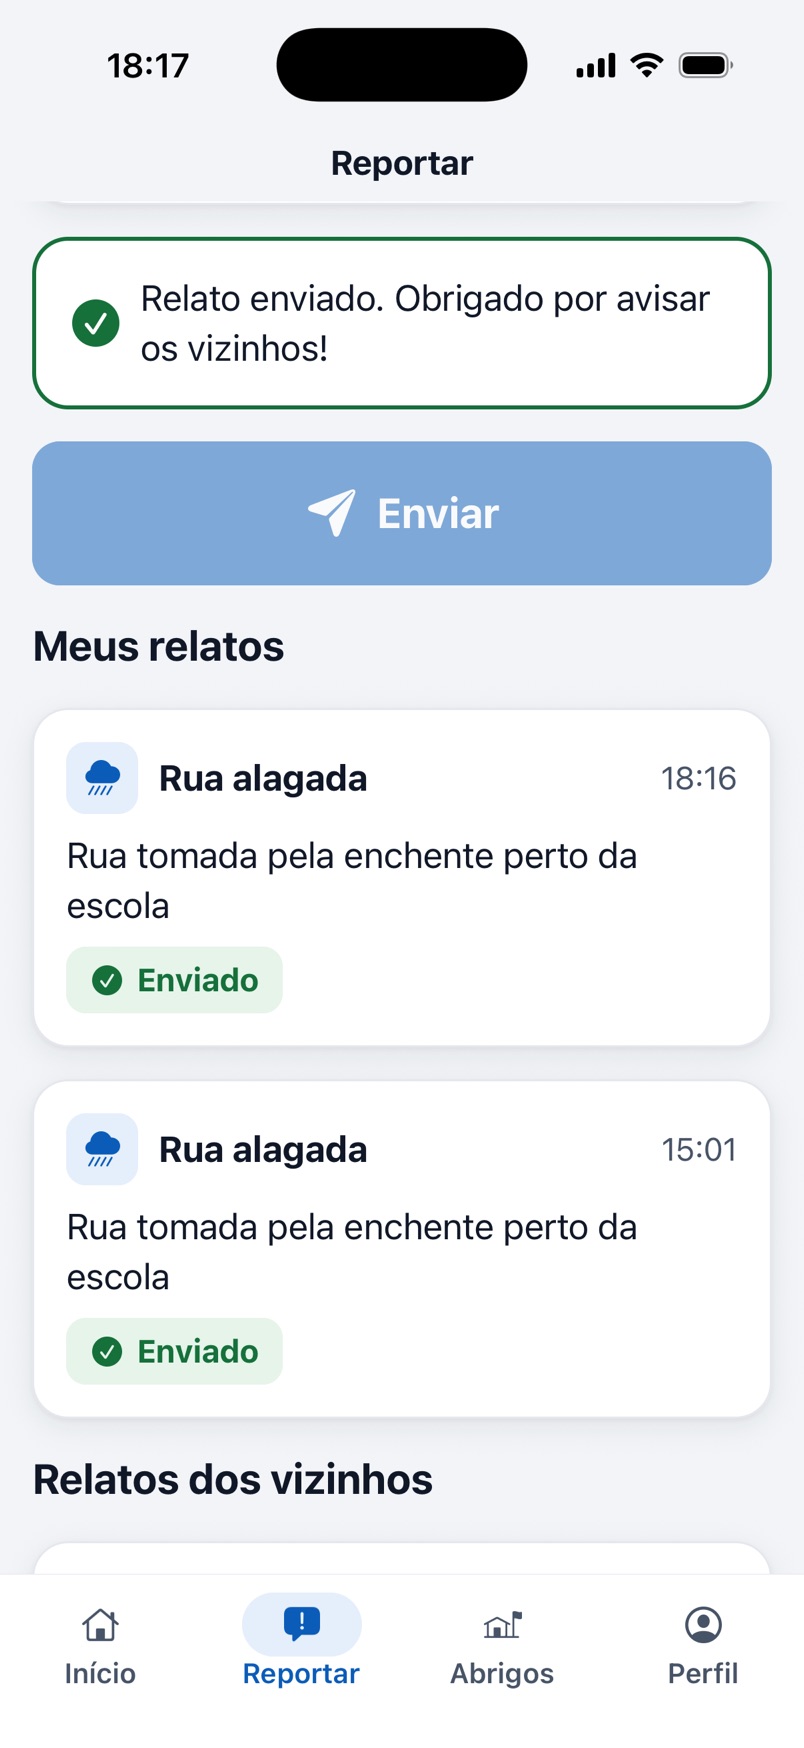 18:17
Reportar
Relato enviado. Obrigado por avisar
os vizinhos!
Enviar
Meus relatos
Rua alagada
18:16
Rua tomada pela enchente perto da
escola
Enviado
Rua alagada
15:01
Rua tomada pela enchente perto da
escola
Enviado
Relatos dos vizinhos
Início
Reportar
Abrigos
Perfil